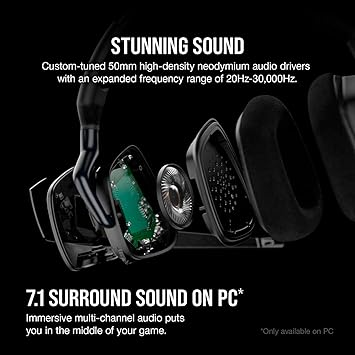 STUNNING SOUND
Custom-tuned 50mm high-density neodymium audio drivers
with an expanded frequency range of 20Hz-30,000Hz.
7.1 SURROUND SOUND ON PC*
Immersive multi-channel audio puts
you in the middle of your game.
*Only available on PC